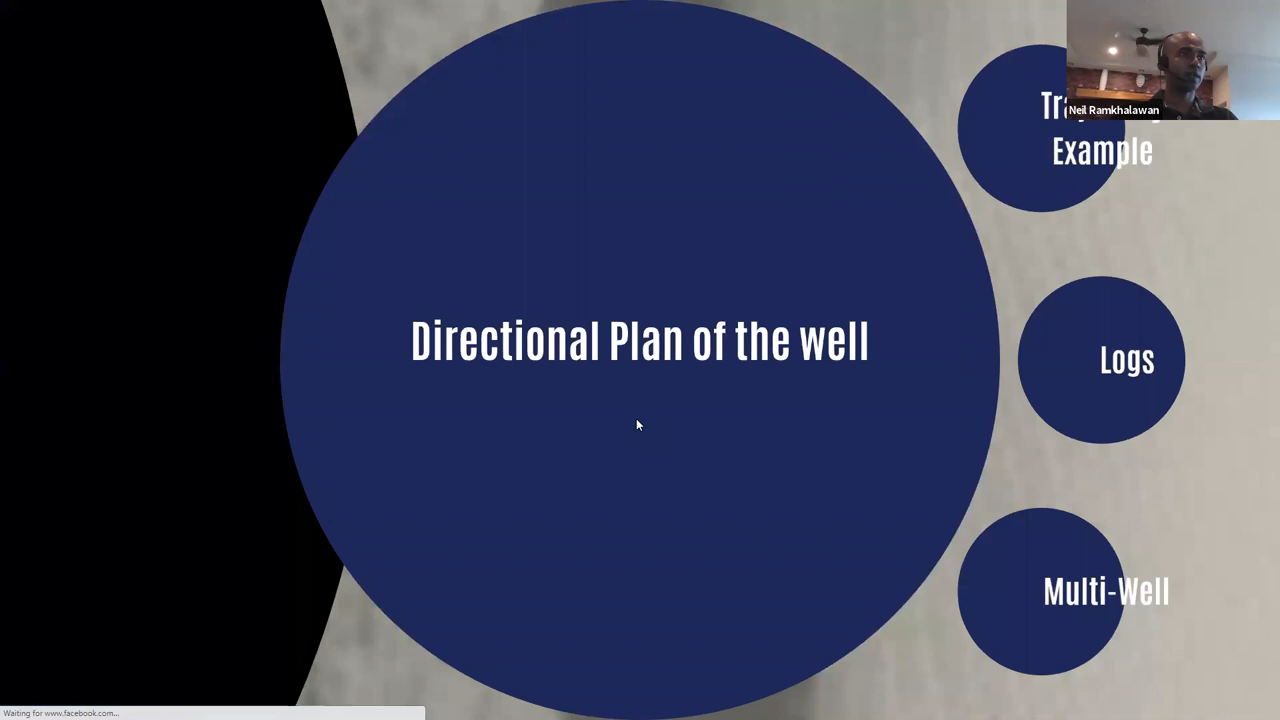 Neil Ramkhalawan
Example
Directional Plan of the well
Logs
Multi-Well
Waiting for www.facebook.com...